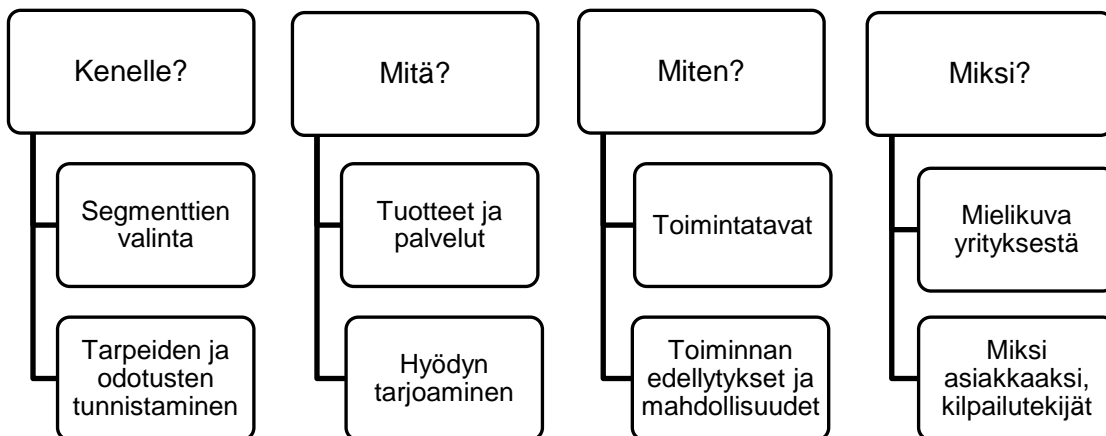 Kenelle?
Segmenttien
valinta
Tarpeiden ja
odotusten
tunnistaminen
Mitä?
Tuotteet ja
palvelut
Hyödyn
tarjoaminen
Miten?
Toimintatavat
Toiminnan
edellytykset ja
mahdollisuudet
Miksi?
Mielikuva
yrityksestä
Miksi
asiakkaaksi,
kilpailutekijät